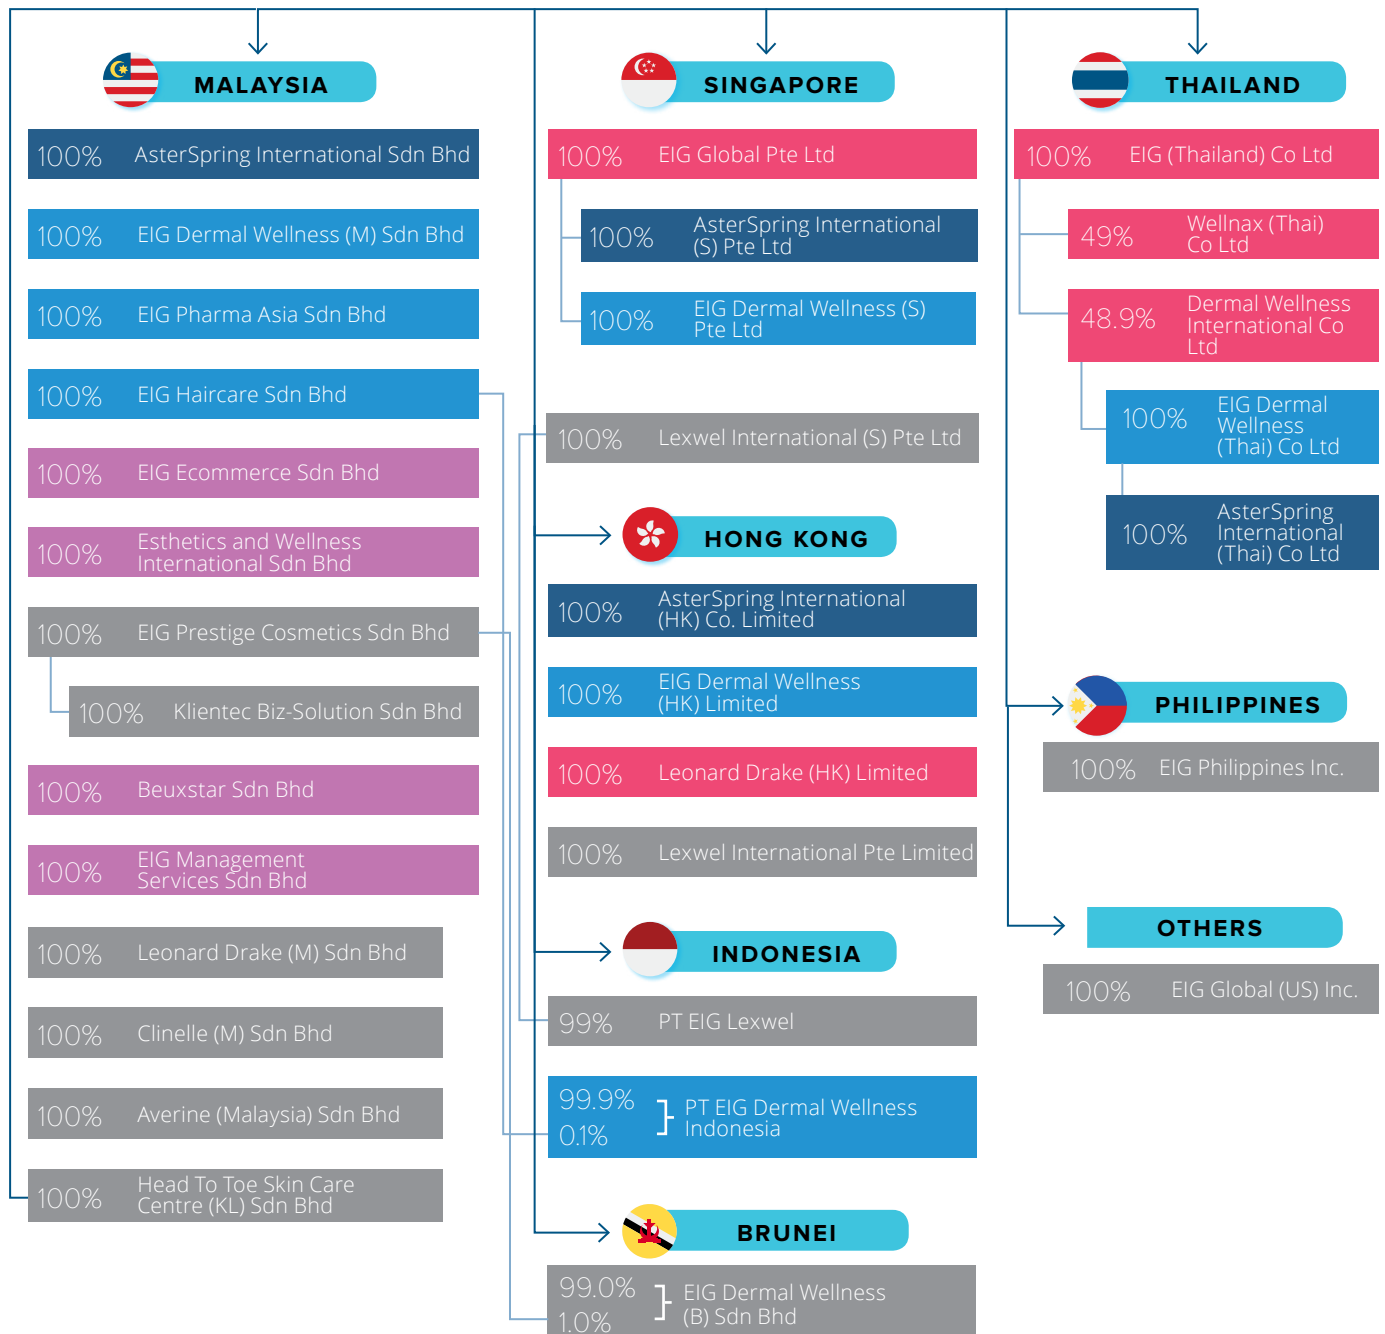 MALAYSIA
100% AsterSpring International Sdn Bhd
100% EIG Dermal Wellness (M) Sdn Bhd
100% EIG Pharma Asia Sdn Bhd
100% EIG Haircare Sdn Bhd
100% EIG Ecommerce Sdn Bhd
100% Esthetics and Wellness
International Sdn Bhd
100% EIG Prestige Cosmetics Sdn Bhd
100% Klientec Biz-Solution Sdn Bhd
100% Beuxstar Sdn Bhd
100% EIG Management
Services Sdn Bhd
100% Leonard Drake (M) Sdn Bhd
100% Clinelle (M) Sdn Bhd
100% Averine (Malaysia) Sdn Bhd
100% Head To Toe Skin Care
Centre (KL) Sdn Bhd
SINGAPORE
100% EIG Global Pte Ltd
100% AsterSpring International
(S) Pte Ltd
100% EIG Dermal Wellness (S)
Pte Ltd
100% Lexwel International (S) Pte Ltd
HONG KONG
100% AsterSpring International
(HK) Co. Limited
100% EIG Dermal Wellness
(HK) Limited
100% Leonard Drake (HK) Limited
100% Lexwel International Pte Limited
INDONESIA
99% PT EIG Lexwel
99.9% PT EIG Dermal Wellness
0.1% Indonesia
BRUNEI
99.0% EIG Dermal Wellness
1.0% (B) Sdn Bhd
THAILAND
100% EIG (Thailand) Co Ltd
49% Wellnax (Thai)
Co Ltd
48.9% Dermal Wellness
International Co
Ltd
100% EIG Dermal
Wellness
(Thai) Co Ltd
100% AsterSpring
International
(Thai) Co Ltd
PHILIPPINES
100% EIG Philippines Inc.
OTHERS
100% EIG Global (US) Inc.